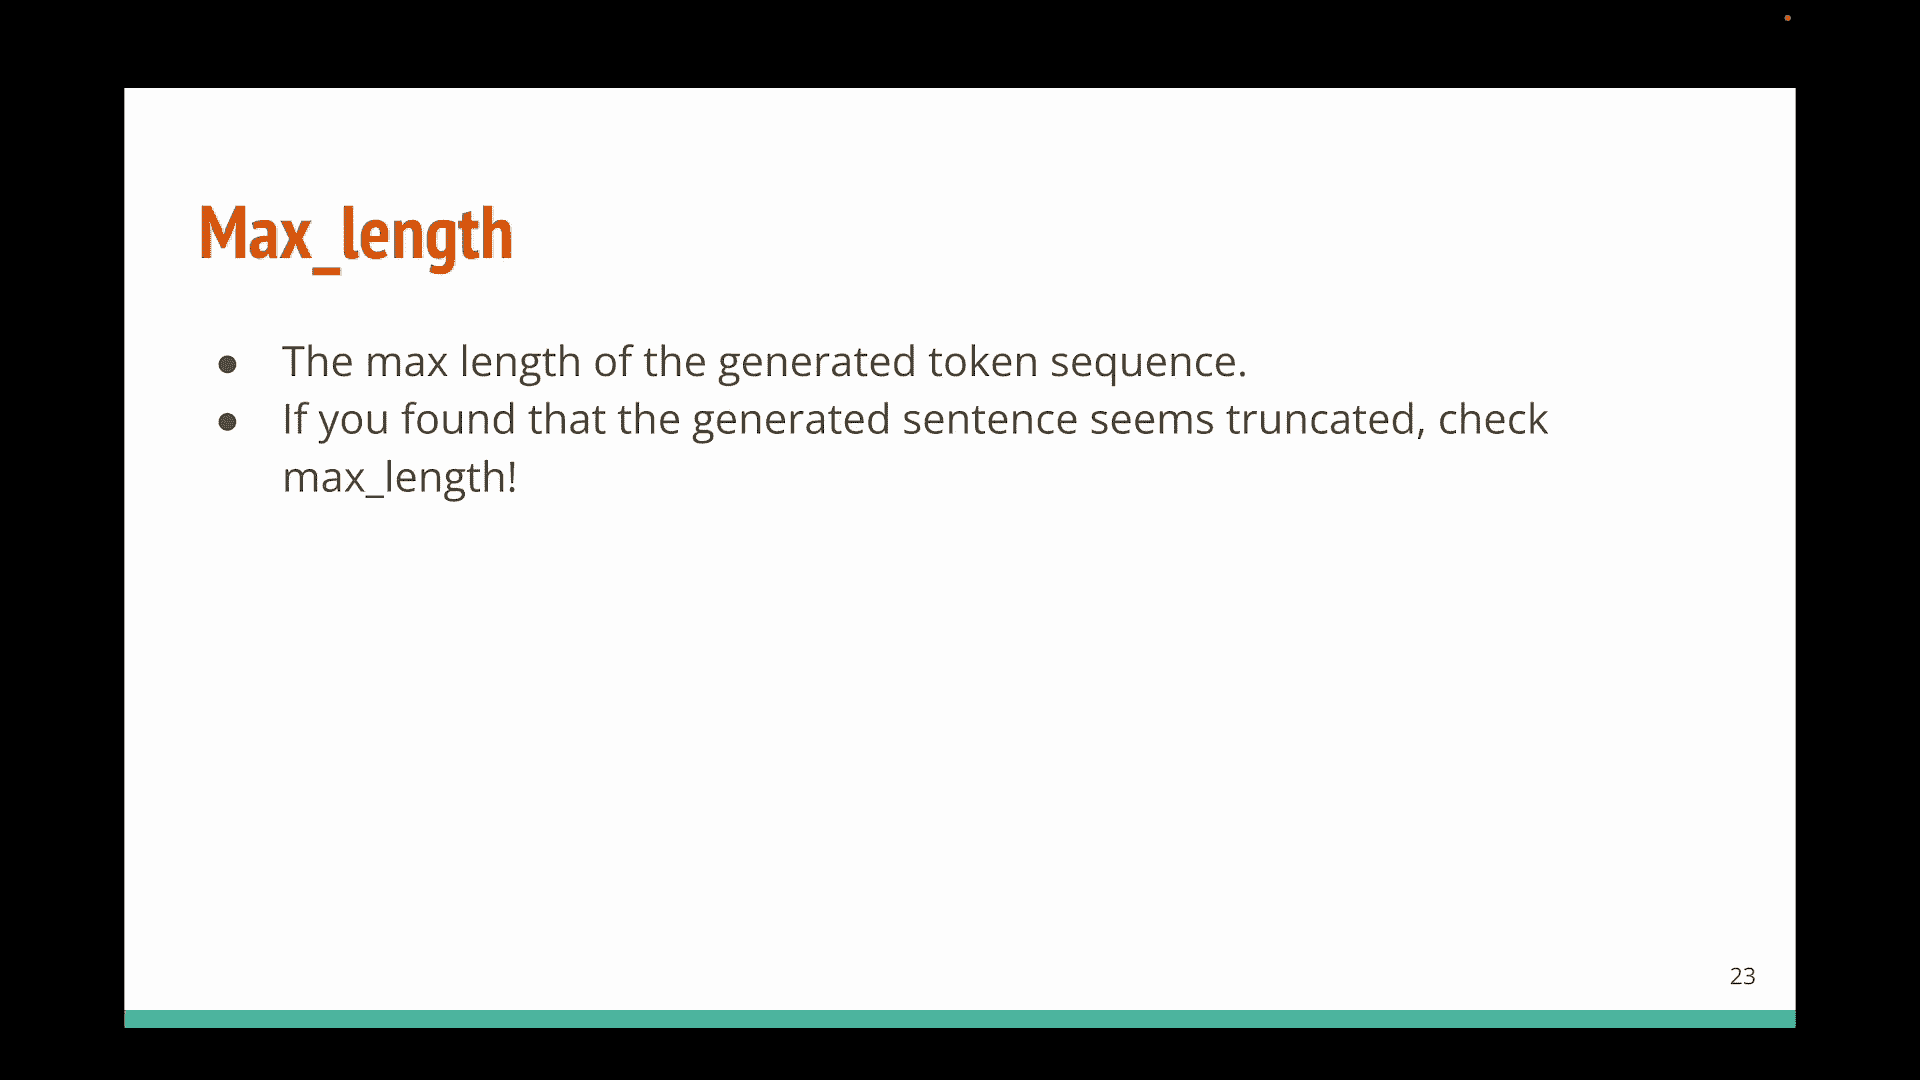 Max_length
● The max length of the generated token sequence.
● If you found that the generated sentence seems truncated, check
max_length!
23